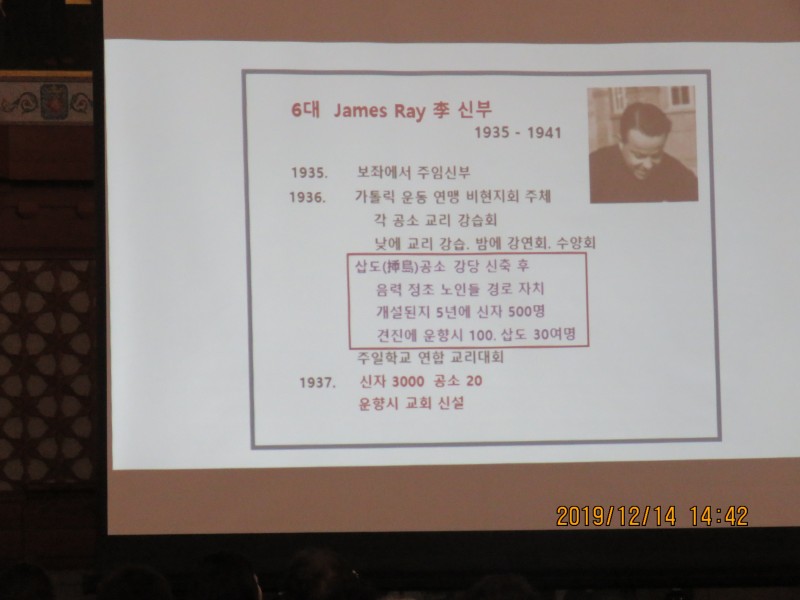 6대 James Ray 李 신부
1935 - 1941
1935. 보좌에서 주임신부
1936. 가톨릭 운동 연맹 비현지회 주체
각 공소 교리 강습회
낮에 교리 강습. 밤에 강연회. 수양회
삽도(揷島)공소 강당 신축 후
음력 정조 노인들 경로 자치
개설된지 5년에 신자 500명
견진에 운향시 100. 삽도 30여명
주일학교 연합 교리대회
1937. 신자 3000 공소 20
운향시 교회 신설
2019/12/14 14:42